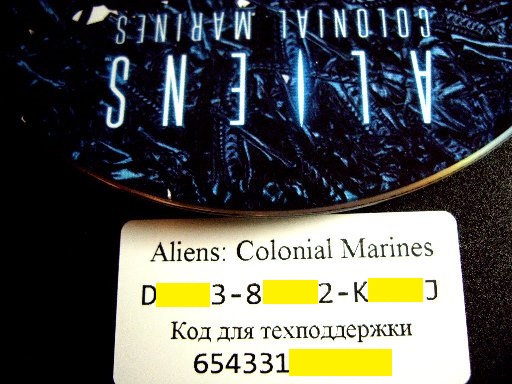 COLONIAL MARINES
ALIENS
Aliens: Colonial Marines
D 3-8 2-K J
Код для техподдержки
654331